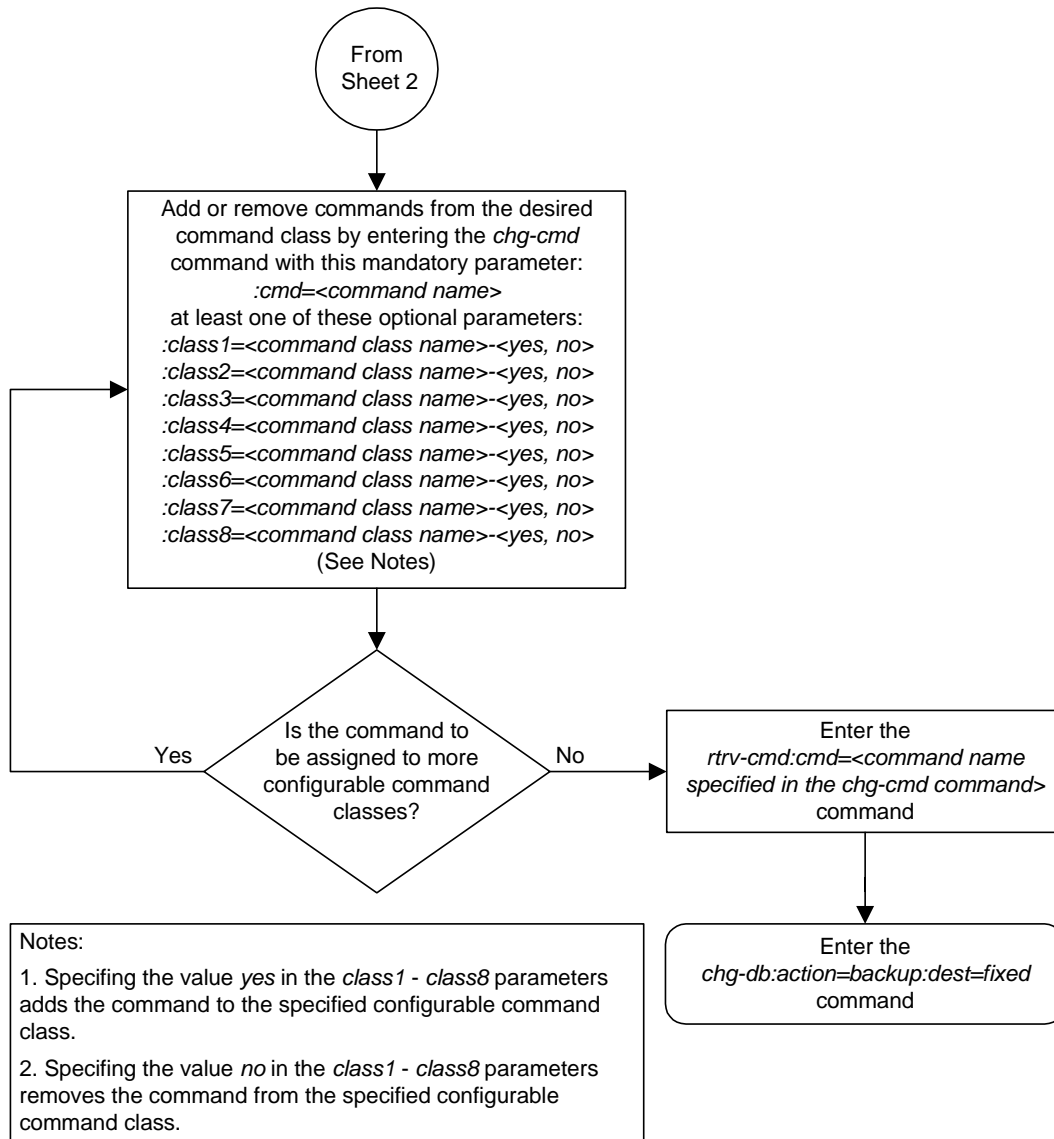 From
Sheet 2
Add or remove commands from the desired
command class by entering the chg-cmd
command with this mandatory parameter:
:cmd=<command name>
at least one of these optional parameters:
:class1=<command class name>-<yes, no>
:class2=<command class name>-<yes, no>
:class3=<command class name>-<yes, no>
:class4=<command class name>-<yes, no>
:class5=<command class name>-<yes, no>
:class6=<command class name>-<yes, no>
:class7=<command class name>-<yes, no>
:class8=<command class name>-<yes, no>
(See Notes)
Is the command to
be assigned to more
configurable command
classes?
Yes
No
Enter the
rtrv-cmd:cmd=<command name
specified in the chg-cmd command>
command
Enter the
chg-db:action=backup:dest=fixed
command
Notes:
1. Specifing the value yes in the class1 - class8 parameters
adds the command to the specified configurable command
class.
2. Specifing the value no in the class1 - class8 parameters
removes the command from the specified configurable
command class.